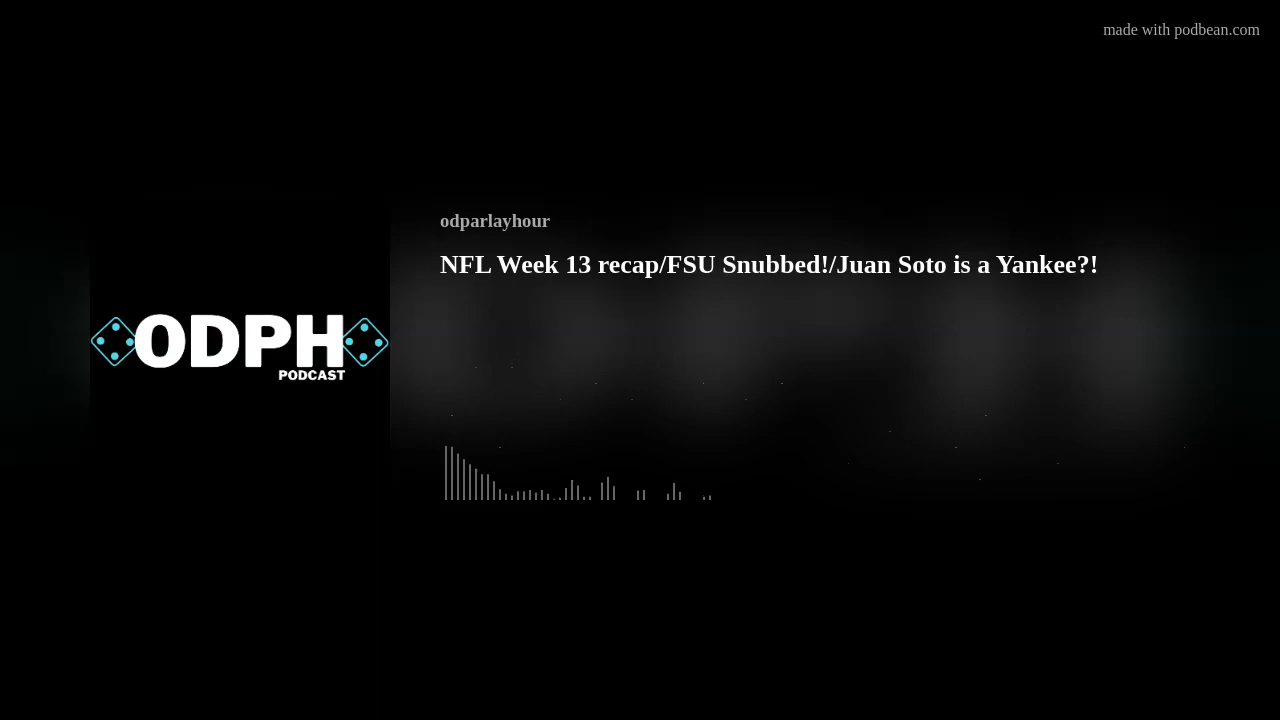 made with podbean.com
odparlayhour
NFL Week 13 recap/FSU Snubbed!/Juan Soto is a Yankee?!
ODPH
PODCAST